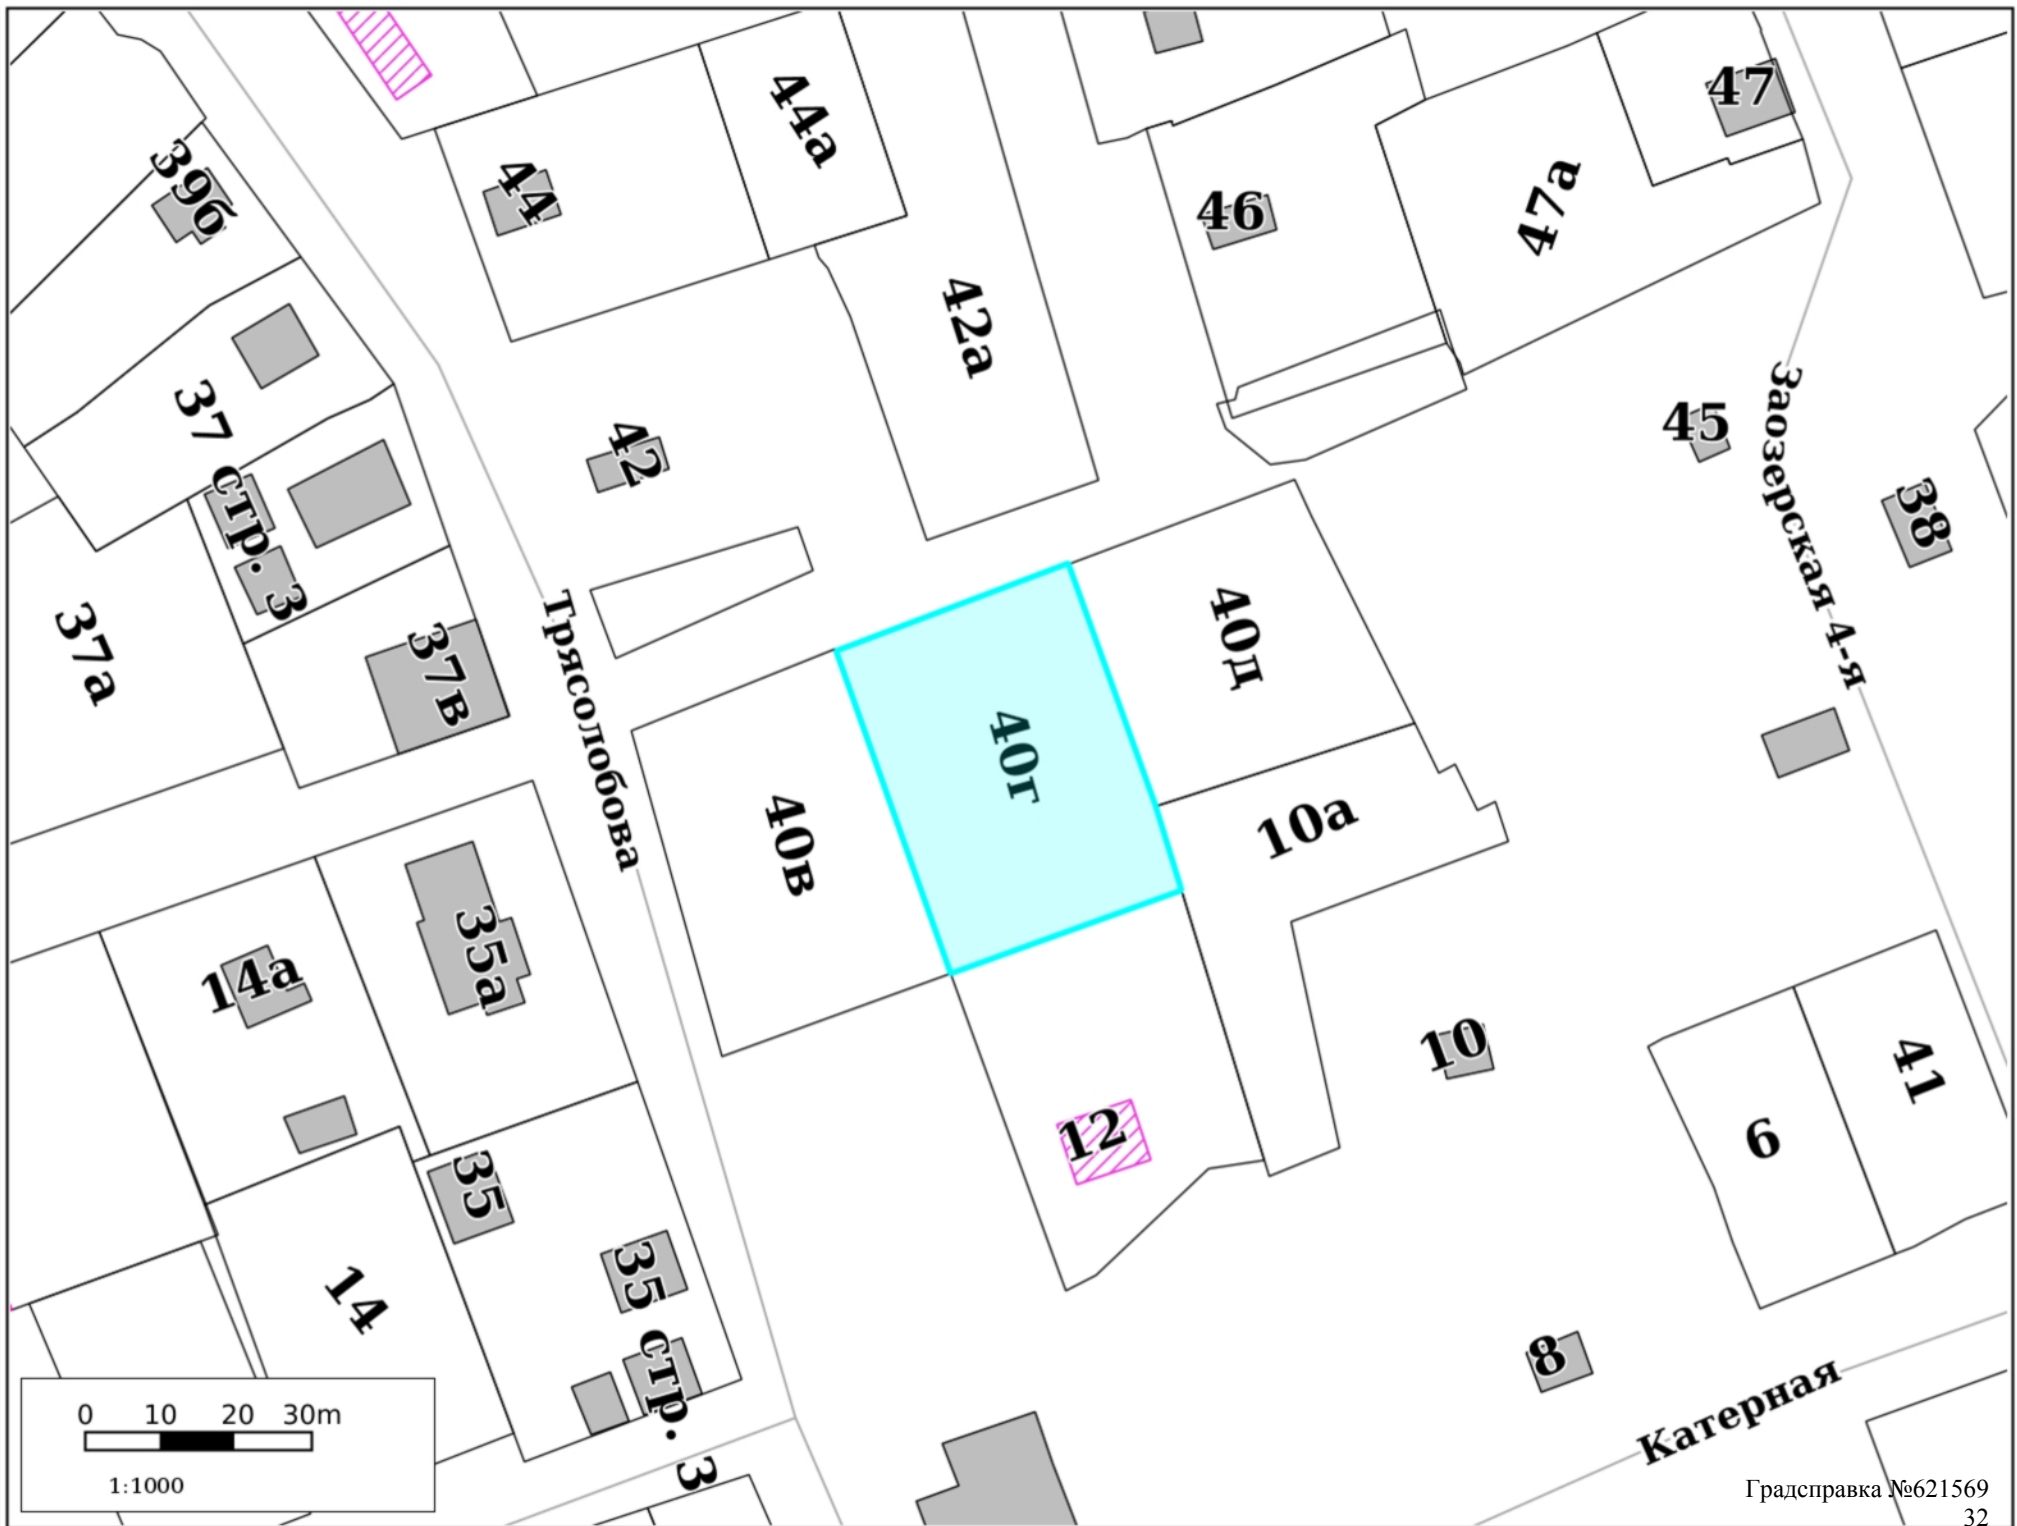 47
44а
39б
44
47а
46
42а
Заозерская 4-я
37 стр. 3
45
42
38
37а
37в
Трясолобова
40д
40г
40в
10а
35а
14а
10
41
12
6
35
35 стр. 3
14
8
Катерная
0 10 20 30m
1:1000
Градсправка №621569
32